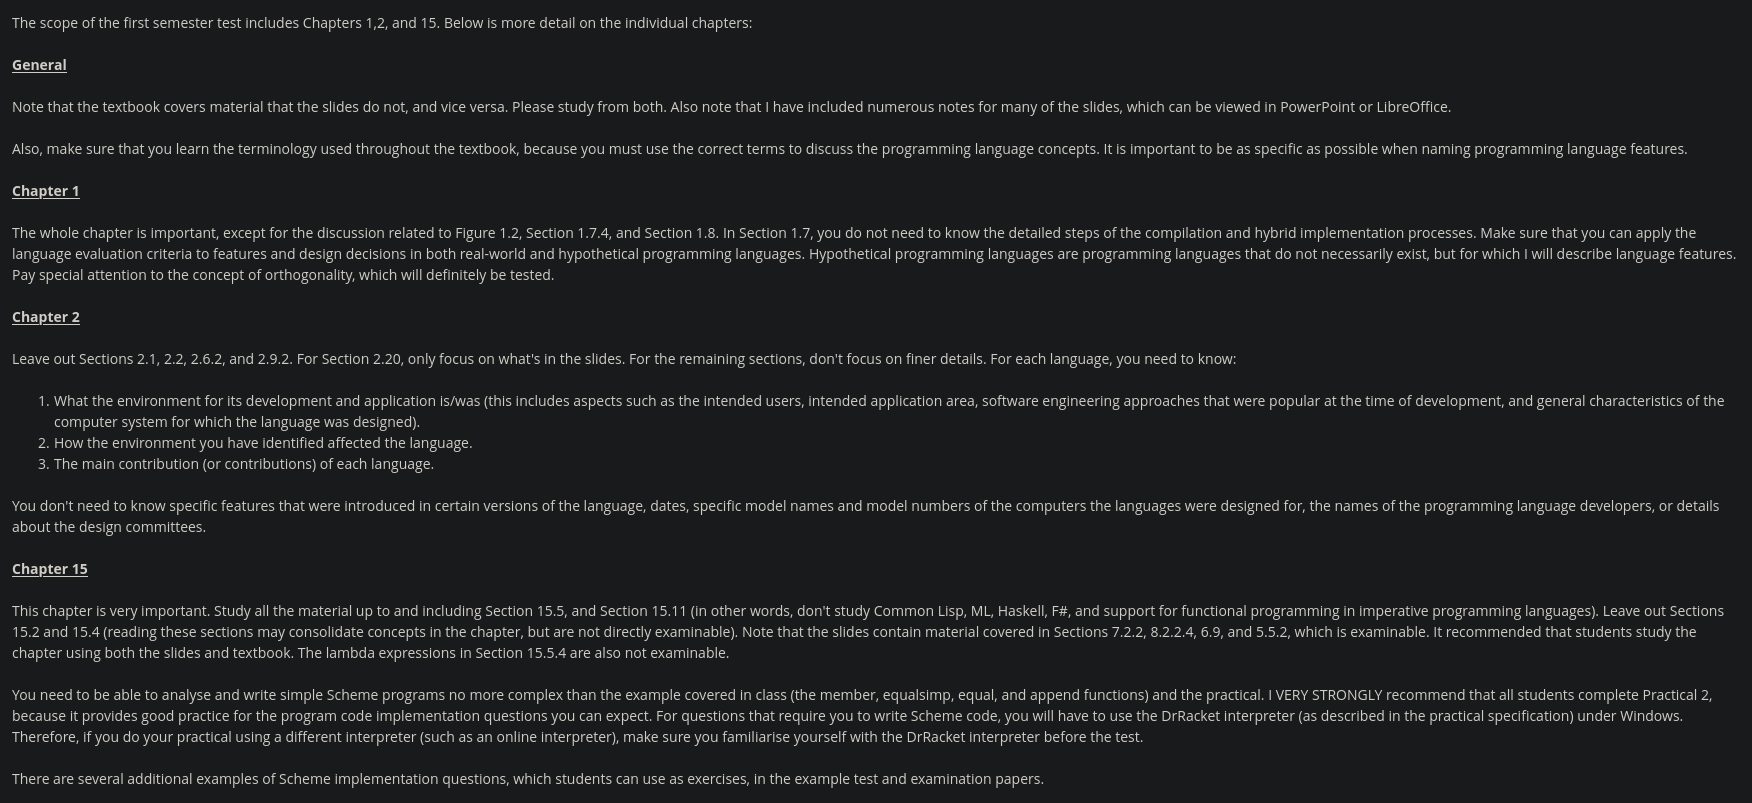 The scope of the first semester test includes Chapters 1,2, and 15. Below is more detail on the individual chapters:
General
Note that the textbook covers material that the slides do not, and vice versa. Please study from both. Also note that I have included numerous notes for many of the slides, which can be viewed in PowerPoint or LibreOffice.
Also, make sure that you learn the terminology used throughout the textbook, because you must use the correct terms to discuss the programming language concepts. It is important to be as specific as possible when naming programming language features.
Chapter 1
The whole chapter is important, except for the discussion related to Figure 1.2, Section 1.7.4, and Section 1.8. In Section 1.7, you do not need to know the detailed steps of the compilation and hybrid implementation processes. Make sure that you can apply the
language evaluation criteria to features and design decisions in both real-world and hypothetical programming languages. Hypothetical programming languages are programming languages that do not necessarily exist, but for which I will describe language features.
Pay special attention to the concept of orthogonality, which will definitely be tested.
Chapter 2
Leave out Sections 2.1, 2.2, 2.6.2, and 2.9.2. For Section 2.20, only focus on what's in the slides. For the remaining sections, don't focus on finer details. For each language, you need to know:
1. What the environment for its development and application is/was (this includes aspects such as the intended users, intended application area, software engineering approaches that were popular at the time of development, and general characteristics of the
computer system for which the language was designed).
2. How the environment you have identified affected the language.
3. The main contribution (or contributions) of each language.
You don't need to know specific features that were introduced in certain versions of the language, dates, specific model names and model numbers of the computers the languages were designed for, the names of the programming language developers, or details
about the design committees.
Chapter 15
This chapter is very important. Study all the material up to and including Section 15.5, and Section 15.11 (in other words, don't study Common Lisp, ML, Haskell, F#, and support for functional programming in imperative programming languages). Leave out Sections
15.2 and 15.4 (reading these sections may consolidate concepts in the chapter, but are not directly examinable). Note that the slides contain material covered in Sections 7.2.2, 8.2.2.4, 6.9, and 5.5.2, which is examinable. It recommended that students study the
chapter using both the slides and textbook. The lambda expressions in Section 15.5.4 are also not examinable.
You need to be able to analyse and write simple Scheme programs no more complex than the example covered in class (the member, equalsimp, equal, and append functions) and the practical. I VERY STRONGLY recommend that all students complete Practical 2,
because it provides good practice for the program code implementation questions you can expect. For questions that require you to write Scheme code, you will have to use the DrRacket interpreter (as described in the practical specification) under Windows.
Therefore, if you do your practical using a different interpreter (such as an online interpreter), make sure you familiarise yourself with the DrRacket interpreter before the test.
There are several additional examples of Scheme implementation questions, which students can use as exercises, in the example test and examination papers.